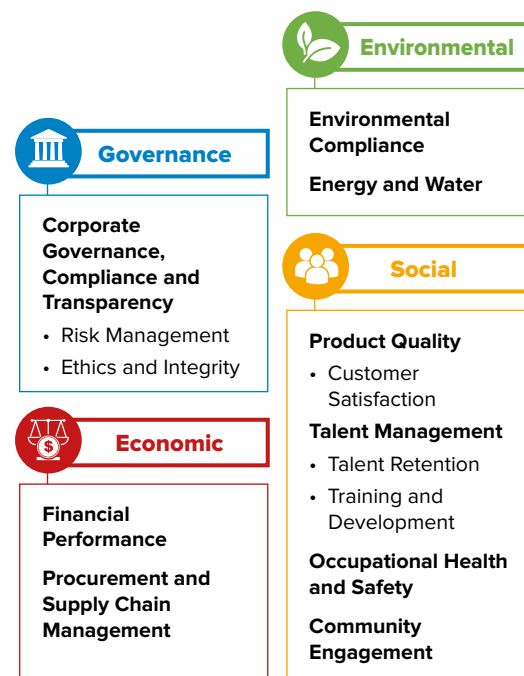 Governance
Corporate
Governance,
Compliance and
Transparency
• Risk Management
• Ethics and Integrity
$
Economic
Financial
Performance
Procurement and
Supply Chain
Management
Environmental
Environmental
Compliance
Energy and Water
Social
Product Quality
• Customer
Satisfaction
Talent Management
• Talent Retention
• Training and
Development
Occupational Health
and Safety
Community
Engagement